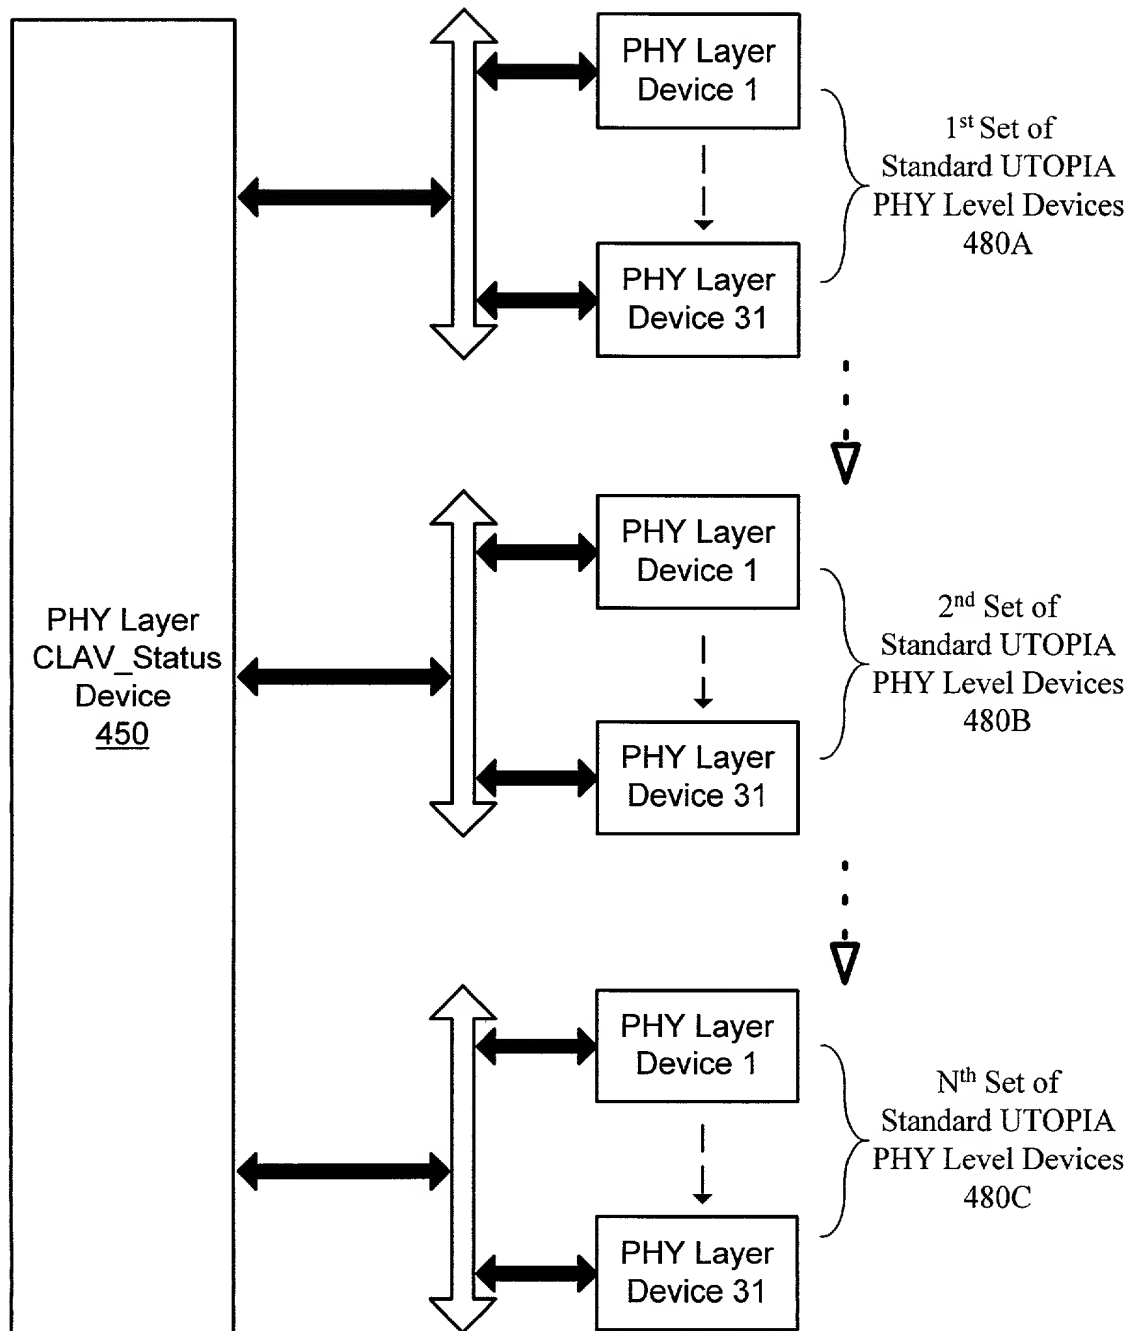 PHY Layer
CLAV_Status
Device
450
PHY Layer
Device 1
PHY Layer
Device 31
1st Set of
Standard UTOPIA
PHY Level Devices
480A
PHY Layer
Device 1
PHY Layer
Device 31
2nd Set of
Standard UTOPIA
PHY Level Devices
480B
PHY Layer
Device 1
PHY Layer
Device 31
Nth Set of
Standard UTOPIA
PHY Level Devices
480C